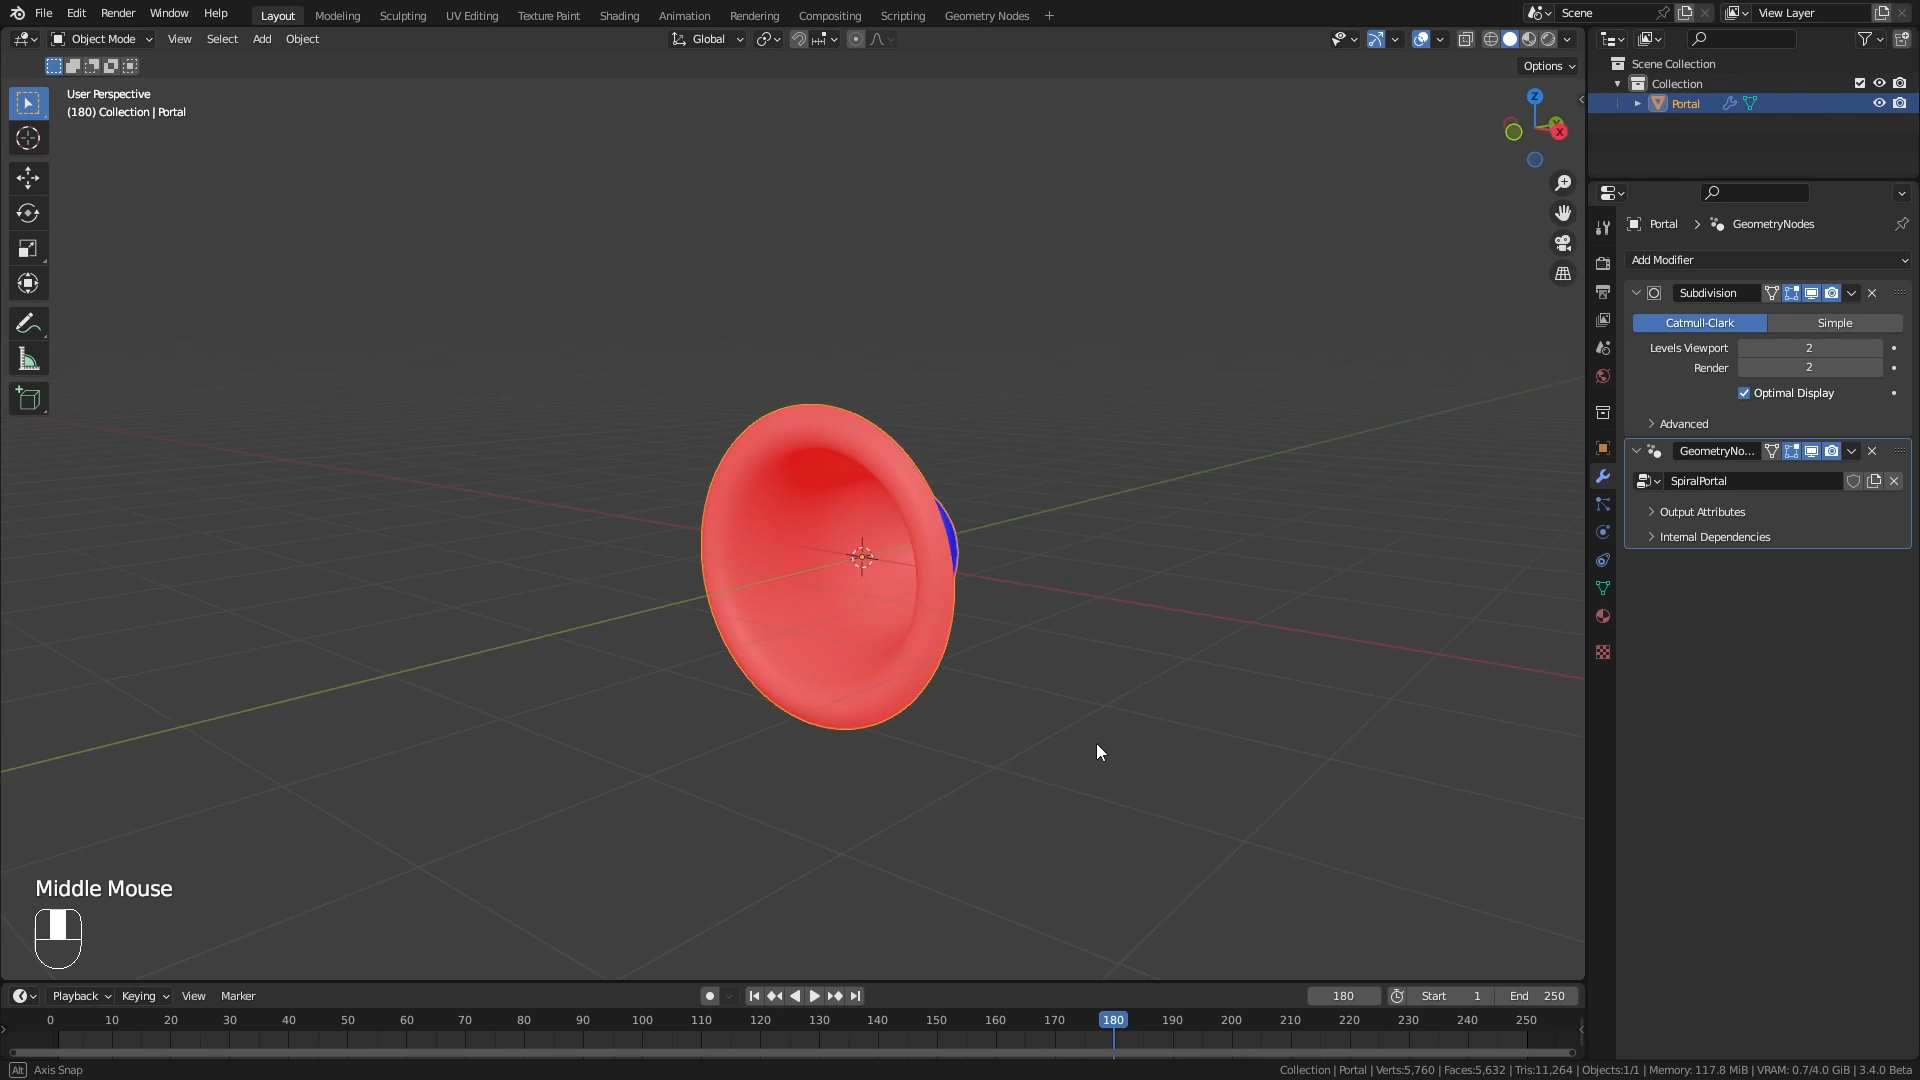 File Edit Render Window Help Layout Modeling Sculpting UV Editing Texture Paint Shading Animation Rendering Compositing Scripting Geometry Nodes + Scene View Layer
Object Mode View Select Add Object Global
Options
User Perspective
(180) Collection | Portal
Z
Y
X
Scene Collection
Collection
Portal
Portal > GeometryNodes
Add Modifier
Subdivision
Catmull-Clark Simple
Levels Viewport 2
Render 2
Optimal Display
Advanced
GeometryNo...
SpiralPortal
Output Attributes
Internal Dependencies
Middle Mouse
Playback Keying View Marker 180 Start 1 End 250
0 10 20 30 40 50 60 70 80 90 100 110 120 130 140 150 160 170 180 190 200 210 220 230 240 250
Alt Axis Snap Collection | Portal | Verts:5,760 | Faces:5,632 | Tris:11,264 | Objects:1/1 | Memory: 117.8 MiB | VRAM: 0.7/4.0 GiB | 3.4.0 Beta